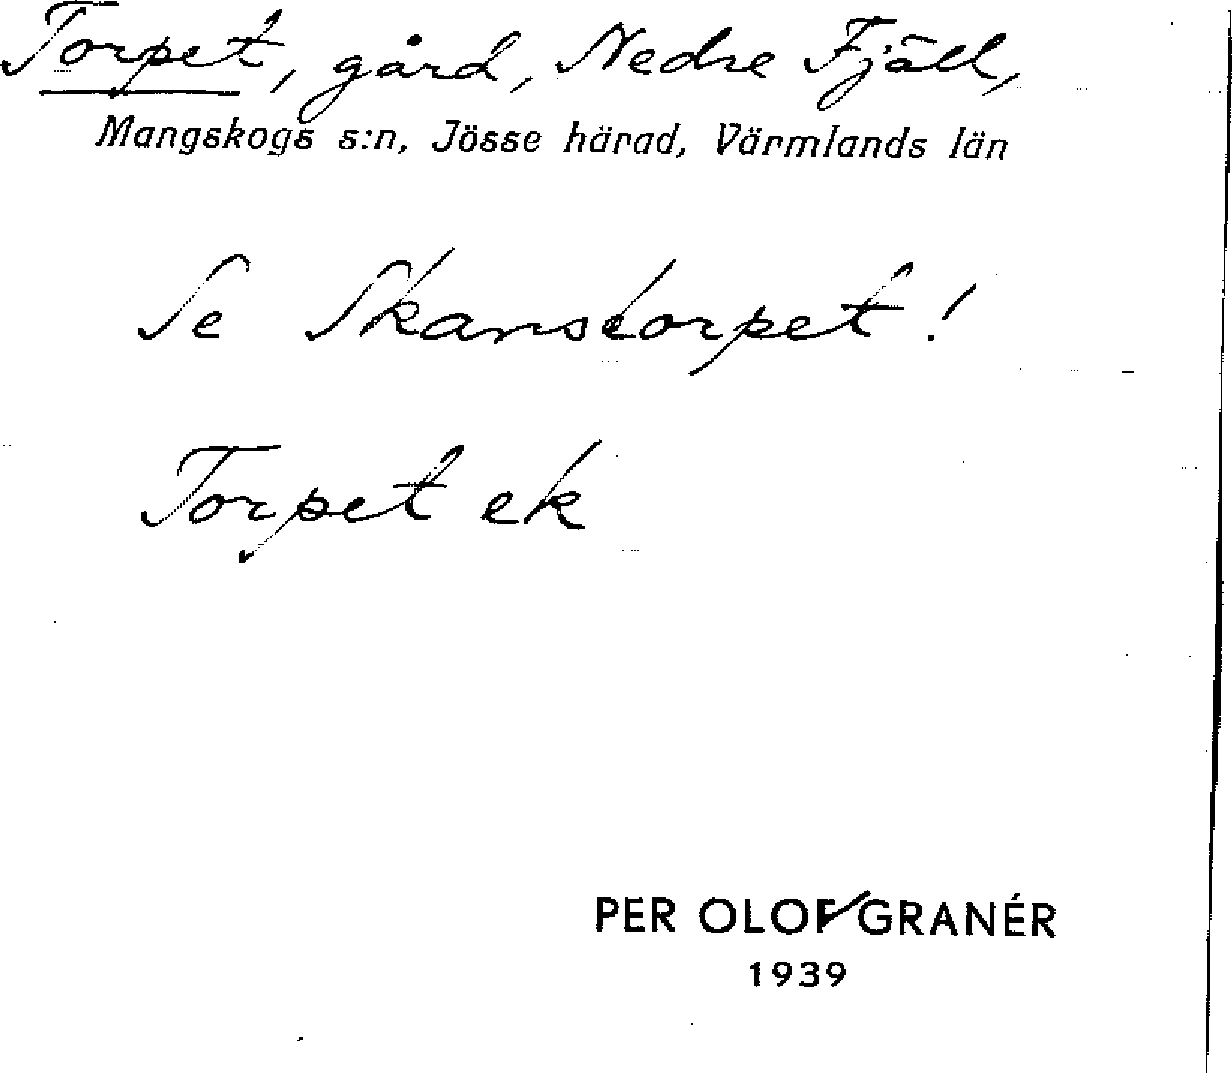 Torpet, gård, Nedre Fjäll,
Mangskogs s:n, Jösse härad, Värmlands län
Se Skanstorpet!
Torpet ek
PER OLOF GRANÉR
1939